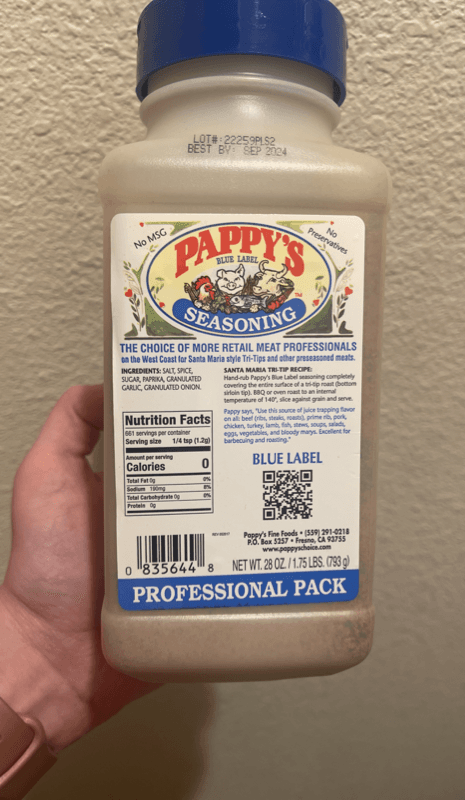 LOT#:22259PLS2
BEST BY: SEP 2024
No MSG
No Preservatives
PAPPY'S
BLUE LABEL
TM
SEASONING
THE CHOICE OF MORE RETAIL MEAT PROFESSIONALS
on the West Coast for Santa Maria style Tri-Tips and other preseasoned meats.
INGREDIENTS: SALT, SPICE,
SUGAR, PAPRIKA, GRANULATED
GARLIC, GRANULATED ONION.
SANTA MARIA TRI-TIP RECIPE:
Hand-rub Pappy's Blue Label seasoning completely
covering the entire surface of a tri-tip roast (bottom
sirloin tip). BBQ or oven roast to an internal
temperature of 140°, slice against grain and serve.
Pappy says, "Use this source of juice trapping flavor
on all: beef (ribs, steaks, roasts), prime rib, pork,
chicken, turkey, lamb, fish, stews, soups, salads,
eggs, vegetables, and bloody marys. Excellent for
barbecuing and roasting."
Nutrition Facts
661 servings per container
Serving size 1/4 tsp (1.2g)
Amount per serving
Calories 0
Total Fat 0g 0%
Sodium 190mg 8%
Total Carbohydrate 0g 0%
Protein 0g
BLUE LABEL
0 835644 8
Pappy's Fine Foods • (559) 291-0218
P.O. Box 5257 • Fresno, CA 93755
www.pappyschoice.com
NET WT. 28 OZ. / 1.75 LBS. (793 g)
PROFESSIONAL PACK